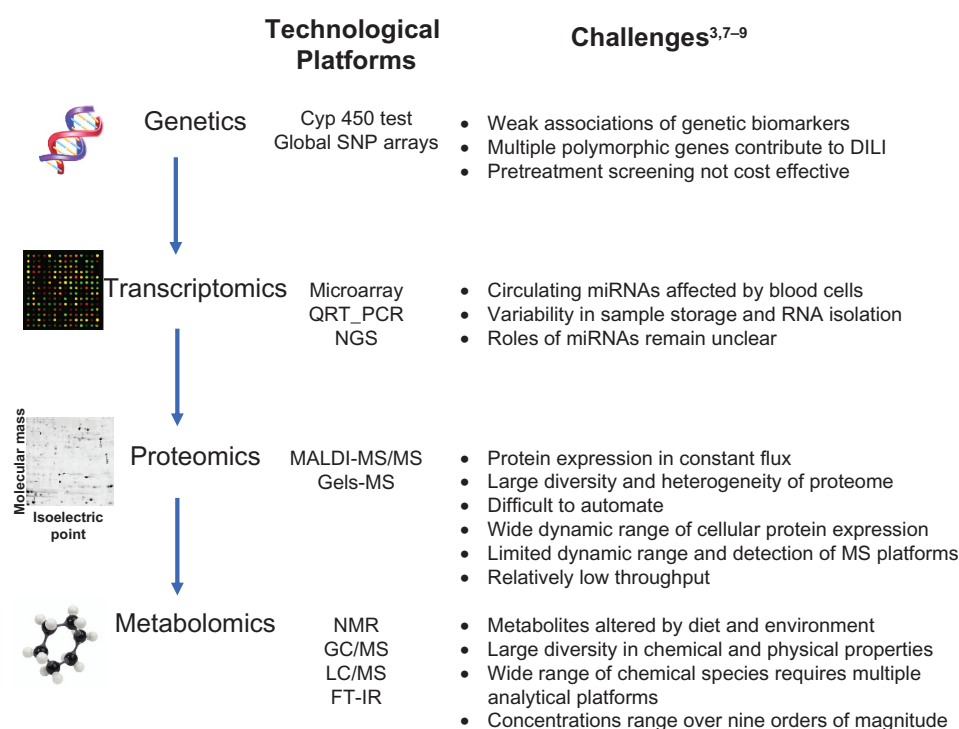 Technological
Platforms
Challenges3,7–9
Genetics
Cyp 450 test
Global SNP arrays
• Weak associations of genetic biomarkers
• Multiple polymorphic genes contribute to DILI
• Pretreatment screening not cost effective
Transcriptomics
Microarray
QRT_PCR
NGS
• Circulating miRNAs affected by blood cells
• Variability in sample storage and RNA isolation
• Roles of miRNAs remain unclear
Molecular mass
Isoelectric
point
Proteomics
MALDI-MS/MS
Gels-MS
• Protein expression in constant flux
• Large diversity and heterogeneity of proteome
• Difficult to automate
• Wide dynamic range of cellular protein expression
• Limited dynamic range and detection of MS platforms
• Relatively low throughput
Metabolomics
NMR
GC/MS
LC/MS
FT-IR
• Metabolites altered by diet and environment
• Large diversity in chemical and physical properties
• Wide range of chemical species requires multiple
analytical platforms
• Concentrations range over nine orders of magnitude